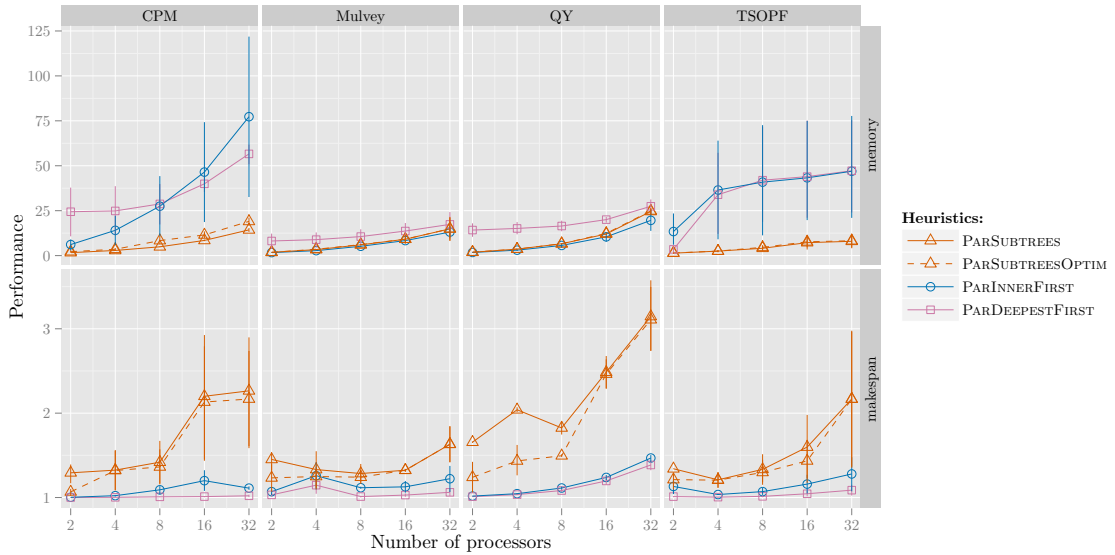 CPM
Mulvey
QY
TSOPF
125
100
75
50
25
0
memory
Performance
3
2
1
makespan
2 4 8 16 32
2 4 8 16 32
2 4 8 16 32
2 4 8 16 32
Number of processors
Heuristics:
PARSUBTREES
PARSUBTREESOPTIM
PARINNERFIRST
PARDEEPESTFIRST